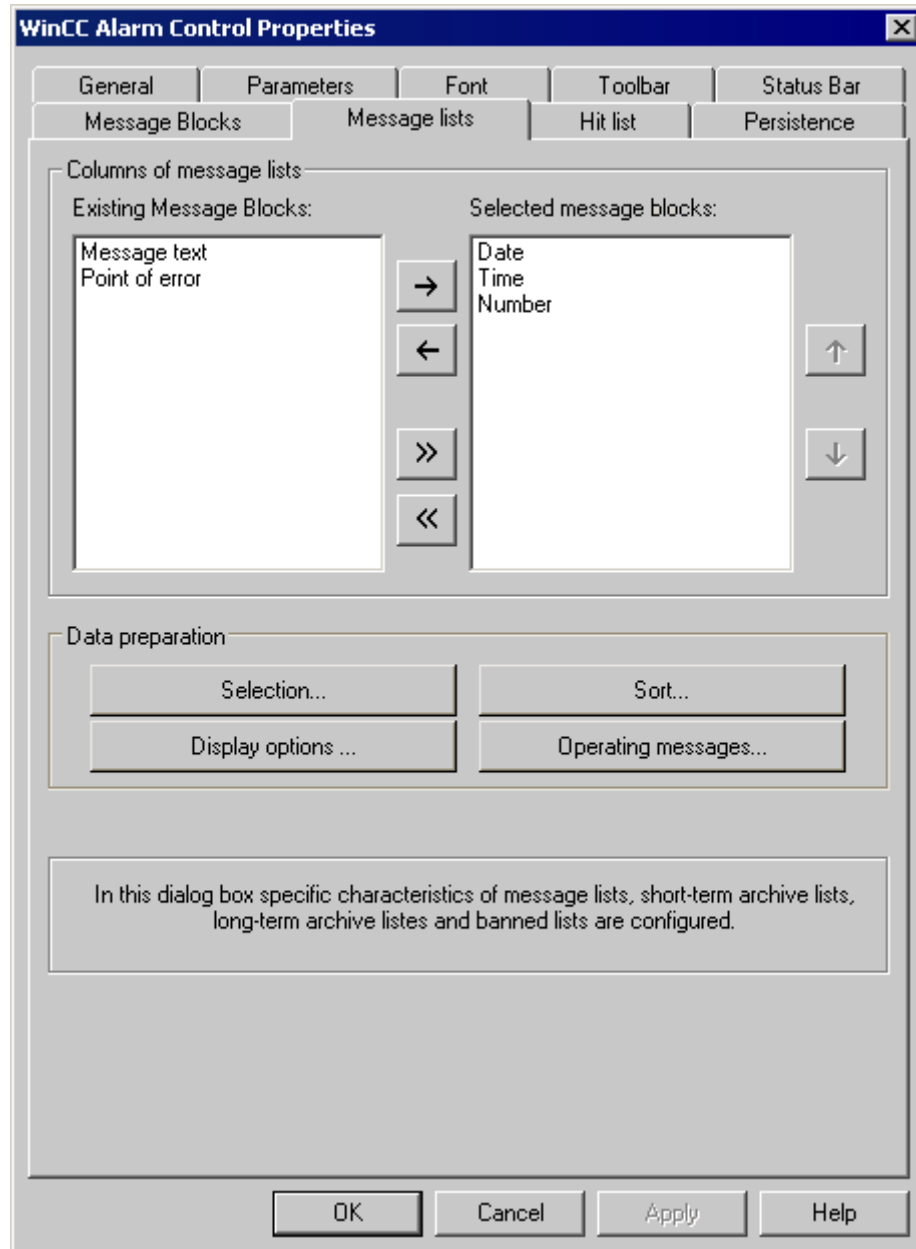 WinCC Alarm Control Properties
General Parameters Font Toolbar Status Bar
Message Blocks Message lists Hit list Persistence
Columns of message lists
Existing Message Blocks:
Message text
Point of error
Selected message blocks:
Date
Time
Number
Data preparation
Selection... Sort...
Display options ... Operating messages...
In this dialog box specific characteristics of message lists, short-term archive lists,
long-term archive listes and banned lists are configured.
OK Cancel Apply Help